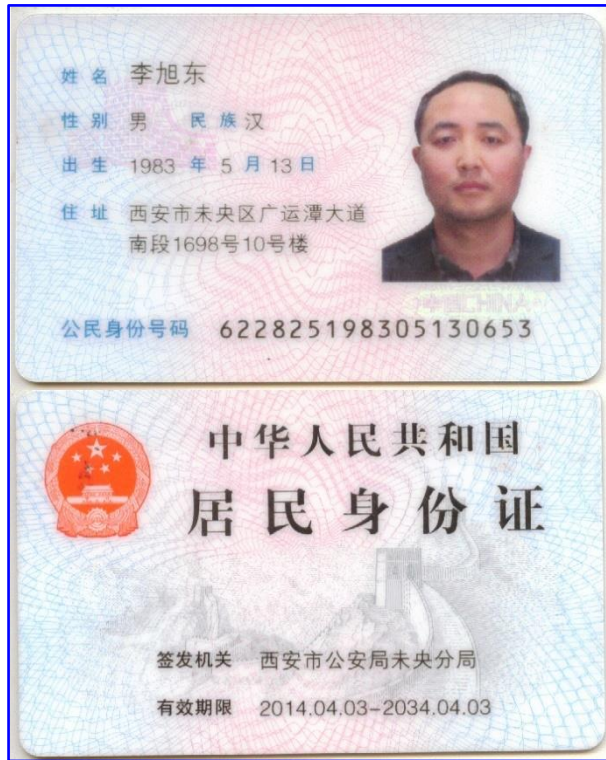 姓名 李旭东
性别 男 民族 汉
出生 1983 年 5 月 13 日
住址 西安市未央区广运潭大道
南段1698号10号楼
公民身份号码 622825198305130653
中华人民共和国
居民身份证
签发机关 西安市公安局未央分局
有效期限 2014.04.03-2034.04.03